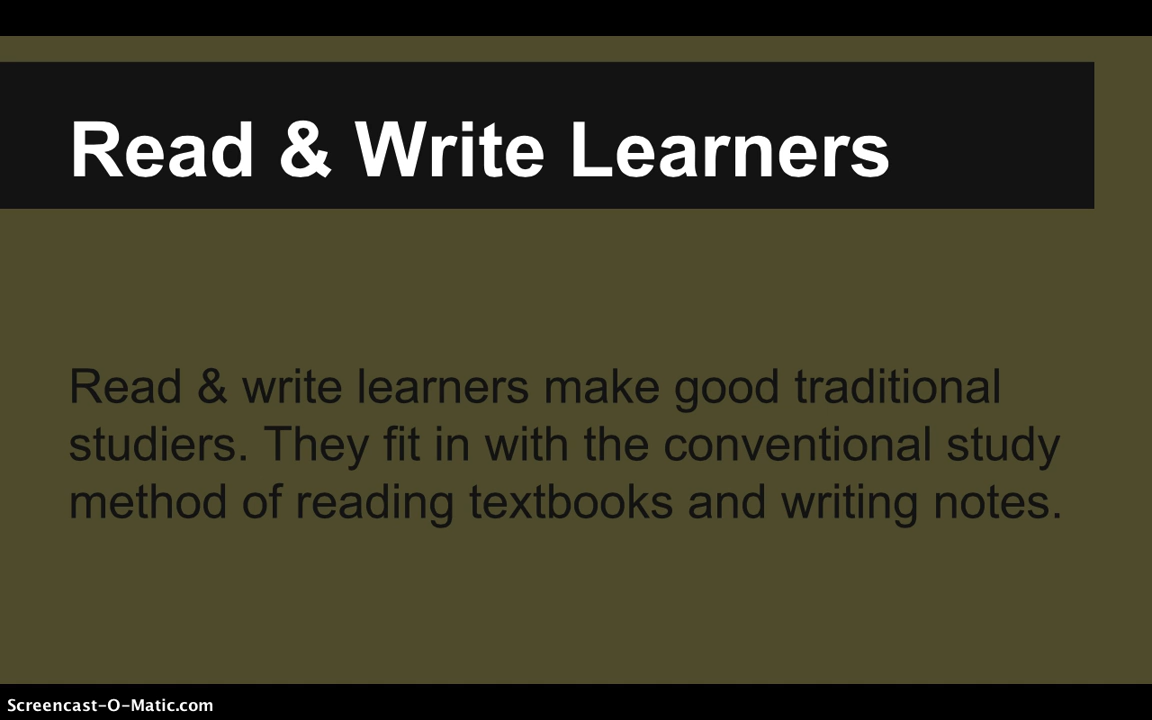 Read & Write Learners
Read & write learners make good traditional
studiers. They fit in with the conventional study
method of reading textbooks and writing notes.
Screencast-O-Matic.com